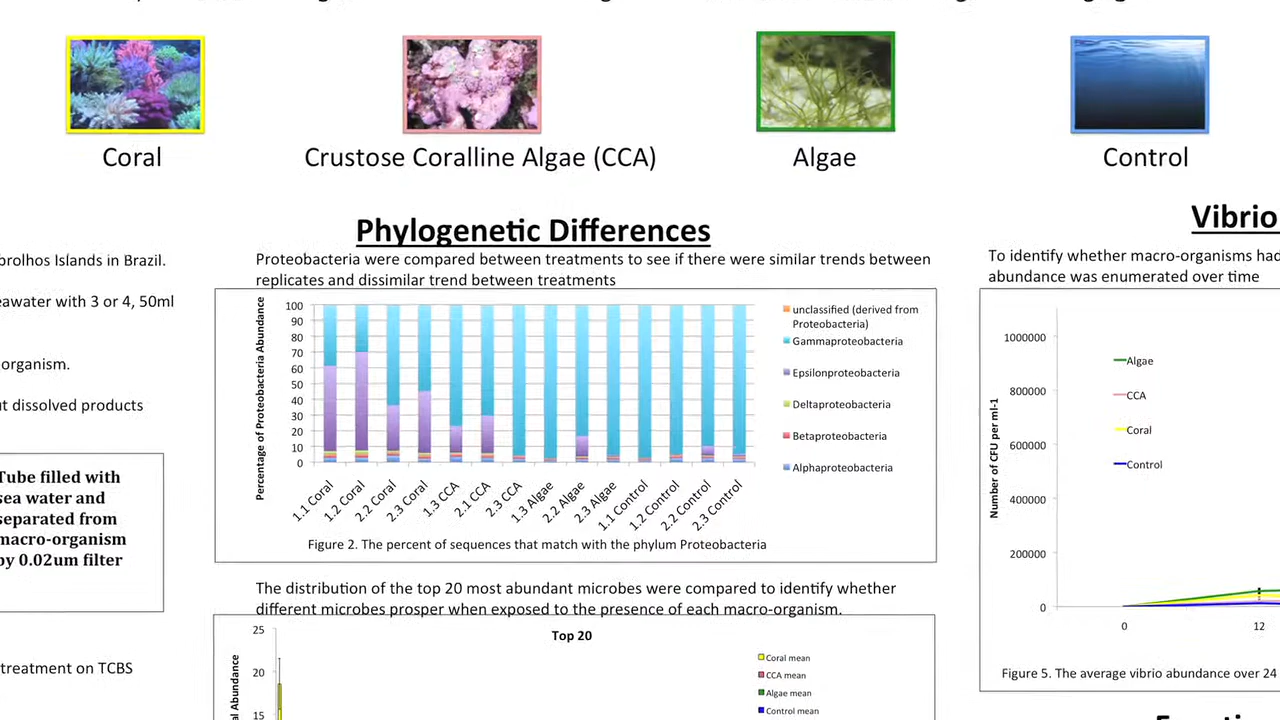 Coral
Crustose Coralline Algae (CCA)
Algae
Control
brolhos Islands in Brazil.
eawater with 3 or 4, 50ml
organism.
t dissolved products
Tube filled with
sea water and
separated from
macro-organism
by 0.02um filter
treatment on TCBS
Phylogenetic Differences
Proteobacteria were compared between treatments to see if there were similar trends between
replicates and dissimilar trend between treatments
Percentage of Proteobacteria Abundance
100
90
80
70
60
50
40
30
20
10
0
1.1 Coral
1.2 Coral
2.2 Coral
2.3 Coral
1.3 CCA
2.1 CCA
2.3 CCA
1.3 Algae
2.2 Algae
2.3 Algae
1.1 Control
1.2 Control
2.2 Control
2.3 Control
unclassified (derived from
Proteobacteria)
Gammaproteobacteria
Epsilonproteobacteria
Deltaproteobacteria
Betaproteobacteria
Alphaproteobacteria
Figure 2. The percent of sequences that match with the phylum Proteobacteria
The distribution of the top 20 most abundant microbes were compared to identify whether
different microbes prosper when exposed to the presence of each macro-organism.
Top 20
25
20
15
al Abundance
Coral mean
CCA mean
Algae mean
Control mean
Vibrio
To identify whether macro-organisms had
abundance was enumerated over time
Number of CFU per ml-1
1000000
800000
600000
400000
200000
0
Algae
CCA
Coral
Control
0
12
Figure 5. The average vibrio abundance over 24